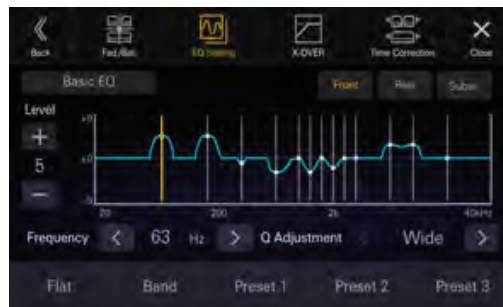 Back Fad./Bal. EQ Setting X-OVER Time Correction Close
Basic EQ Front Rear Subw.
Level
+
5
−
20 200 2k 40kHz
Frequency < 63 Hz > Q Adjustment < Wide >
Flat Band Preset 1 Preset 2 Preset 3